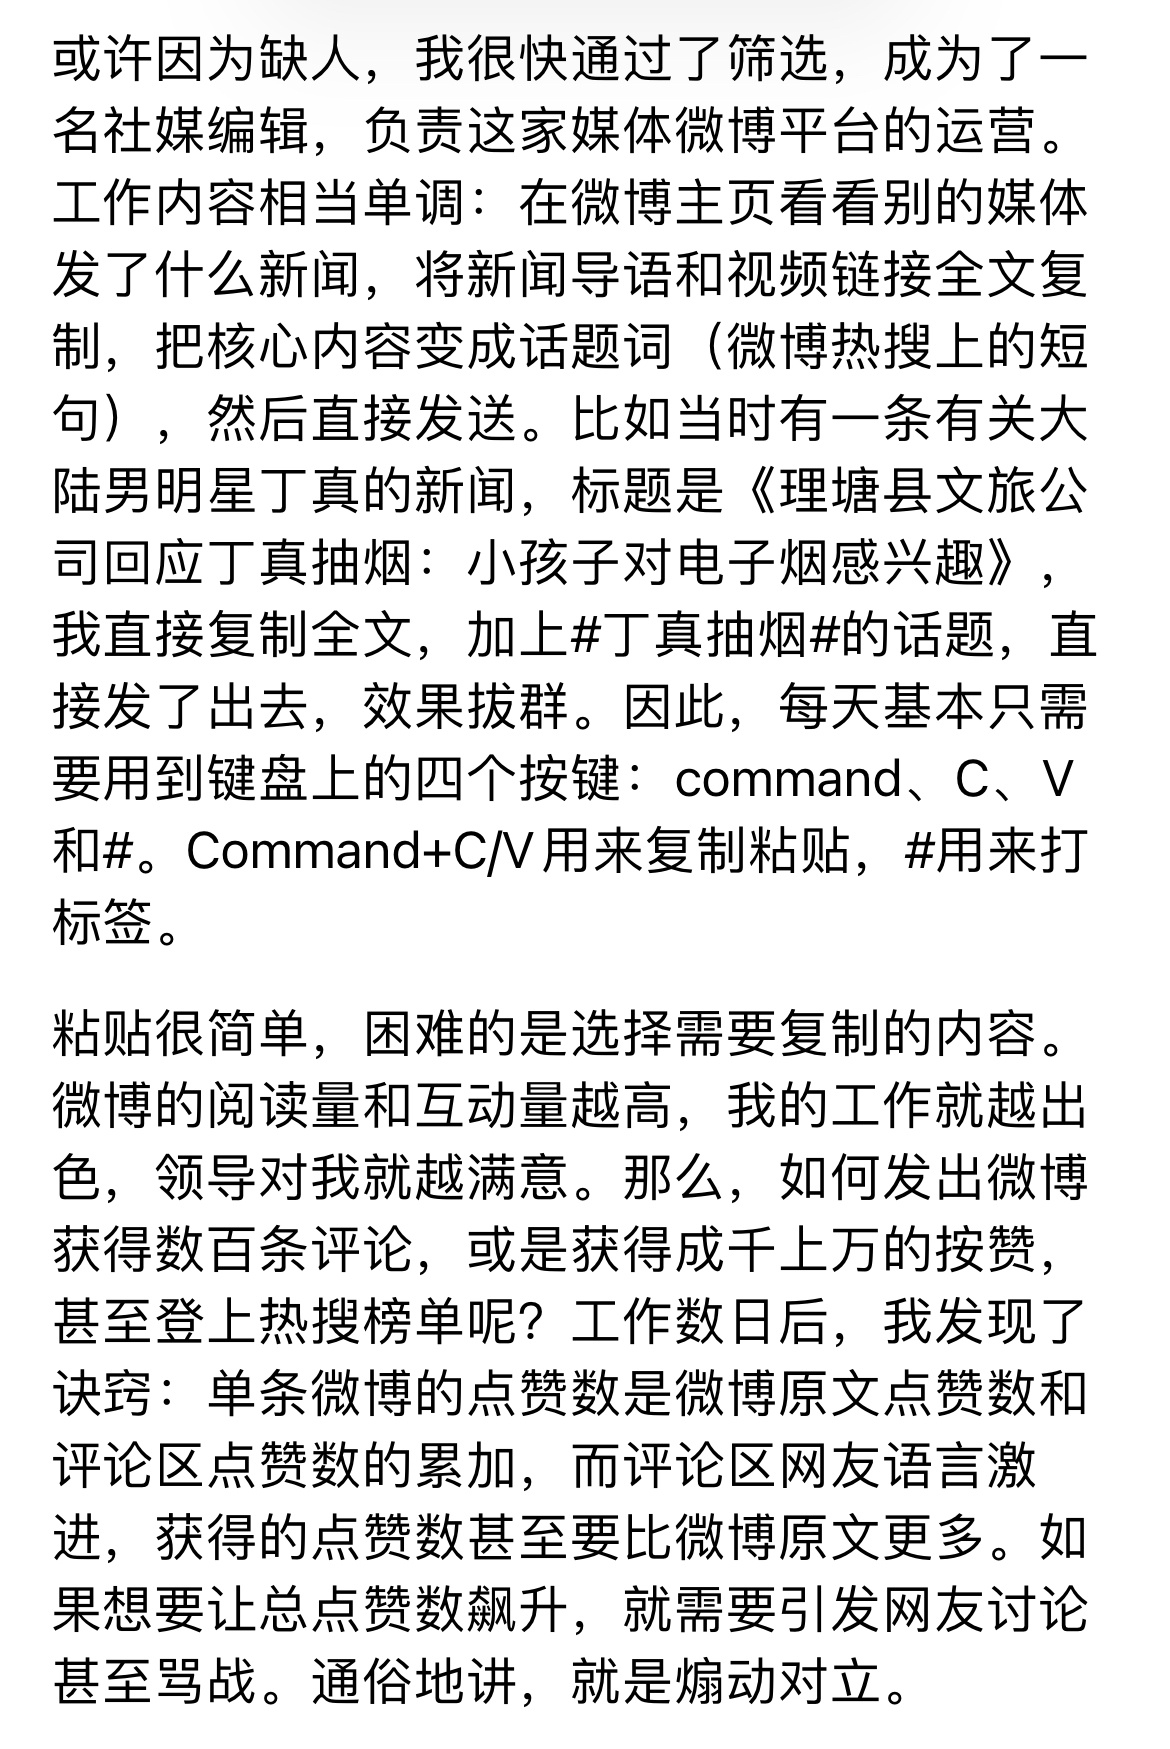 或许因为缺人，我很快通过了筛选，成为了一
名社媒编辑，负责这家媒体微博平台的运营。
工作内容相当单调：在微博主页看看别的媒体
发了什么新闻，将新闻导语和视频链接全文复
制，把核心内容变成话题词（微博热搜上的短
句），然后直接发送。比如当时有一条有关大
陆男明星丁真的新闻，标题是《理塘县文旅公
司回应丁真抽烟：小孩子对电子烟感兴趣》，
我直接复制全文，加上#丁真抽烟#的话题，直
接发了出去，效果拔群。因此，每天基本只需
要用到键盘上的四个按键：command、C、V
和#。Command+C/V用来复制粘贴，#用来打
标签。
粘贴很简单，困难的是选择需要复制的内容。
微博的阅读量和互动量越高，我的工作就越出
色，领导对我就越满意。那么，如何发出微博
获得数百条评论，或是获得成千上万的按赞，
甚至登上热搜榜单呢？工作数日后，我发现了
诀窍：单条微博的点赞数是微博原文点赞数和
评论区点赞数的累加，而评论区网友语言激
进，获得的点赞数甚至要比微博原文更多。如
果想要让总点赞数飙升，就需要引发网友讨论
甚至骂战。通俗地讲，就是煽动对立。